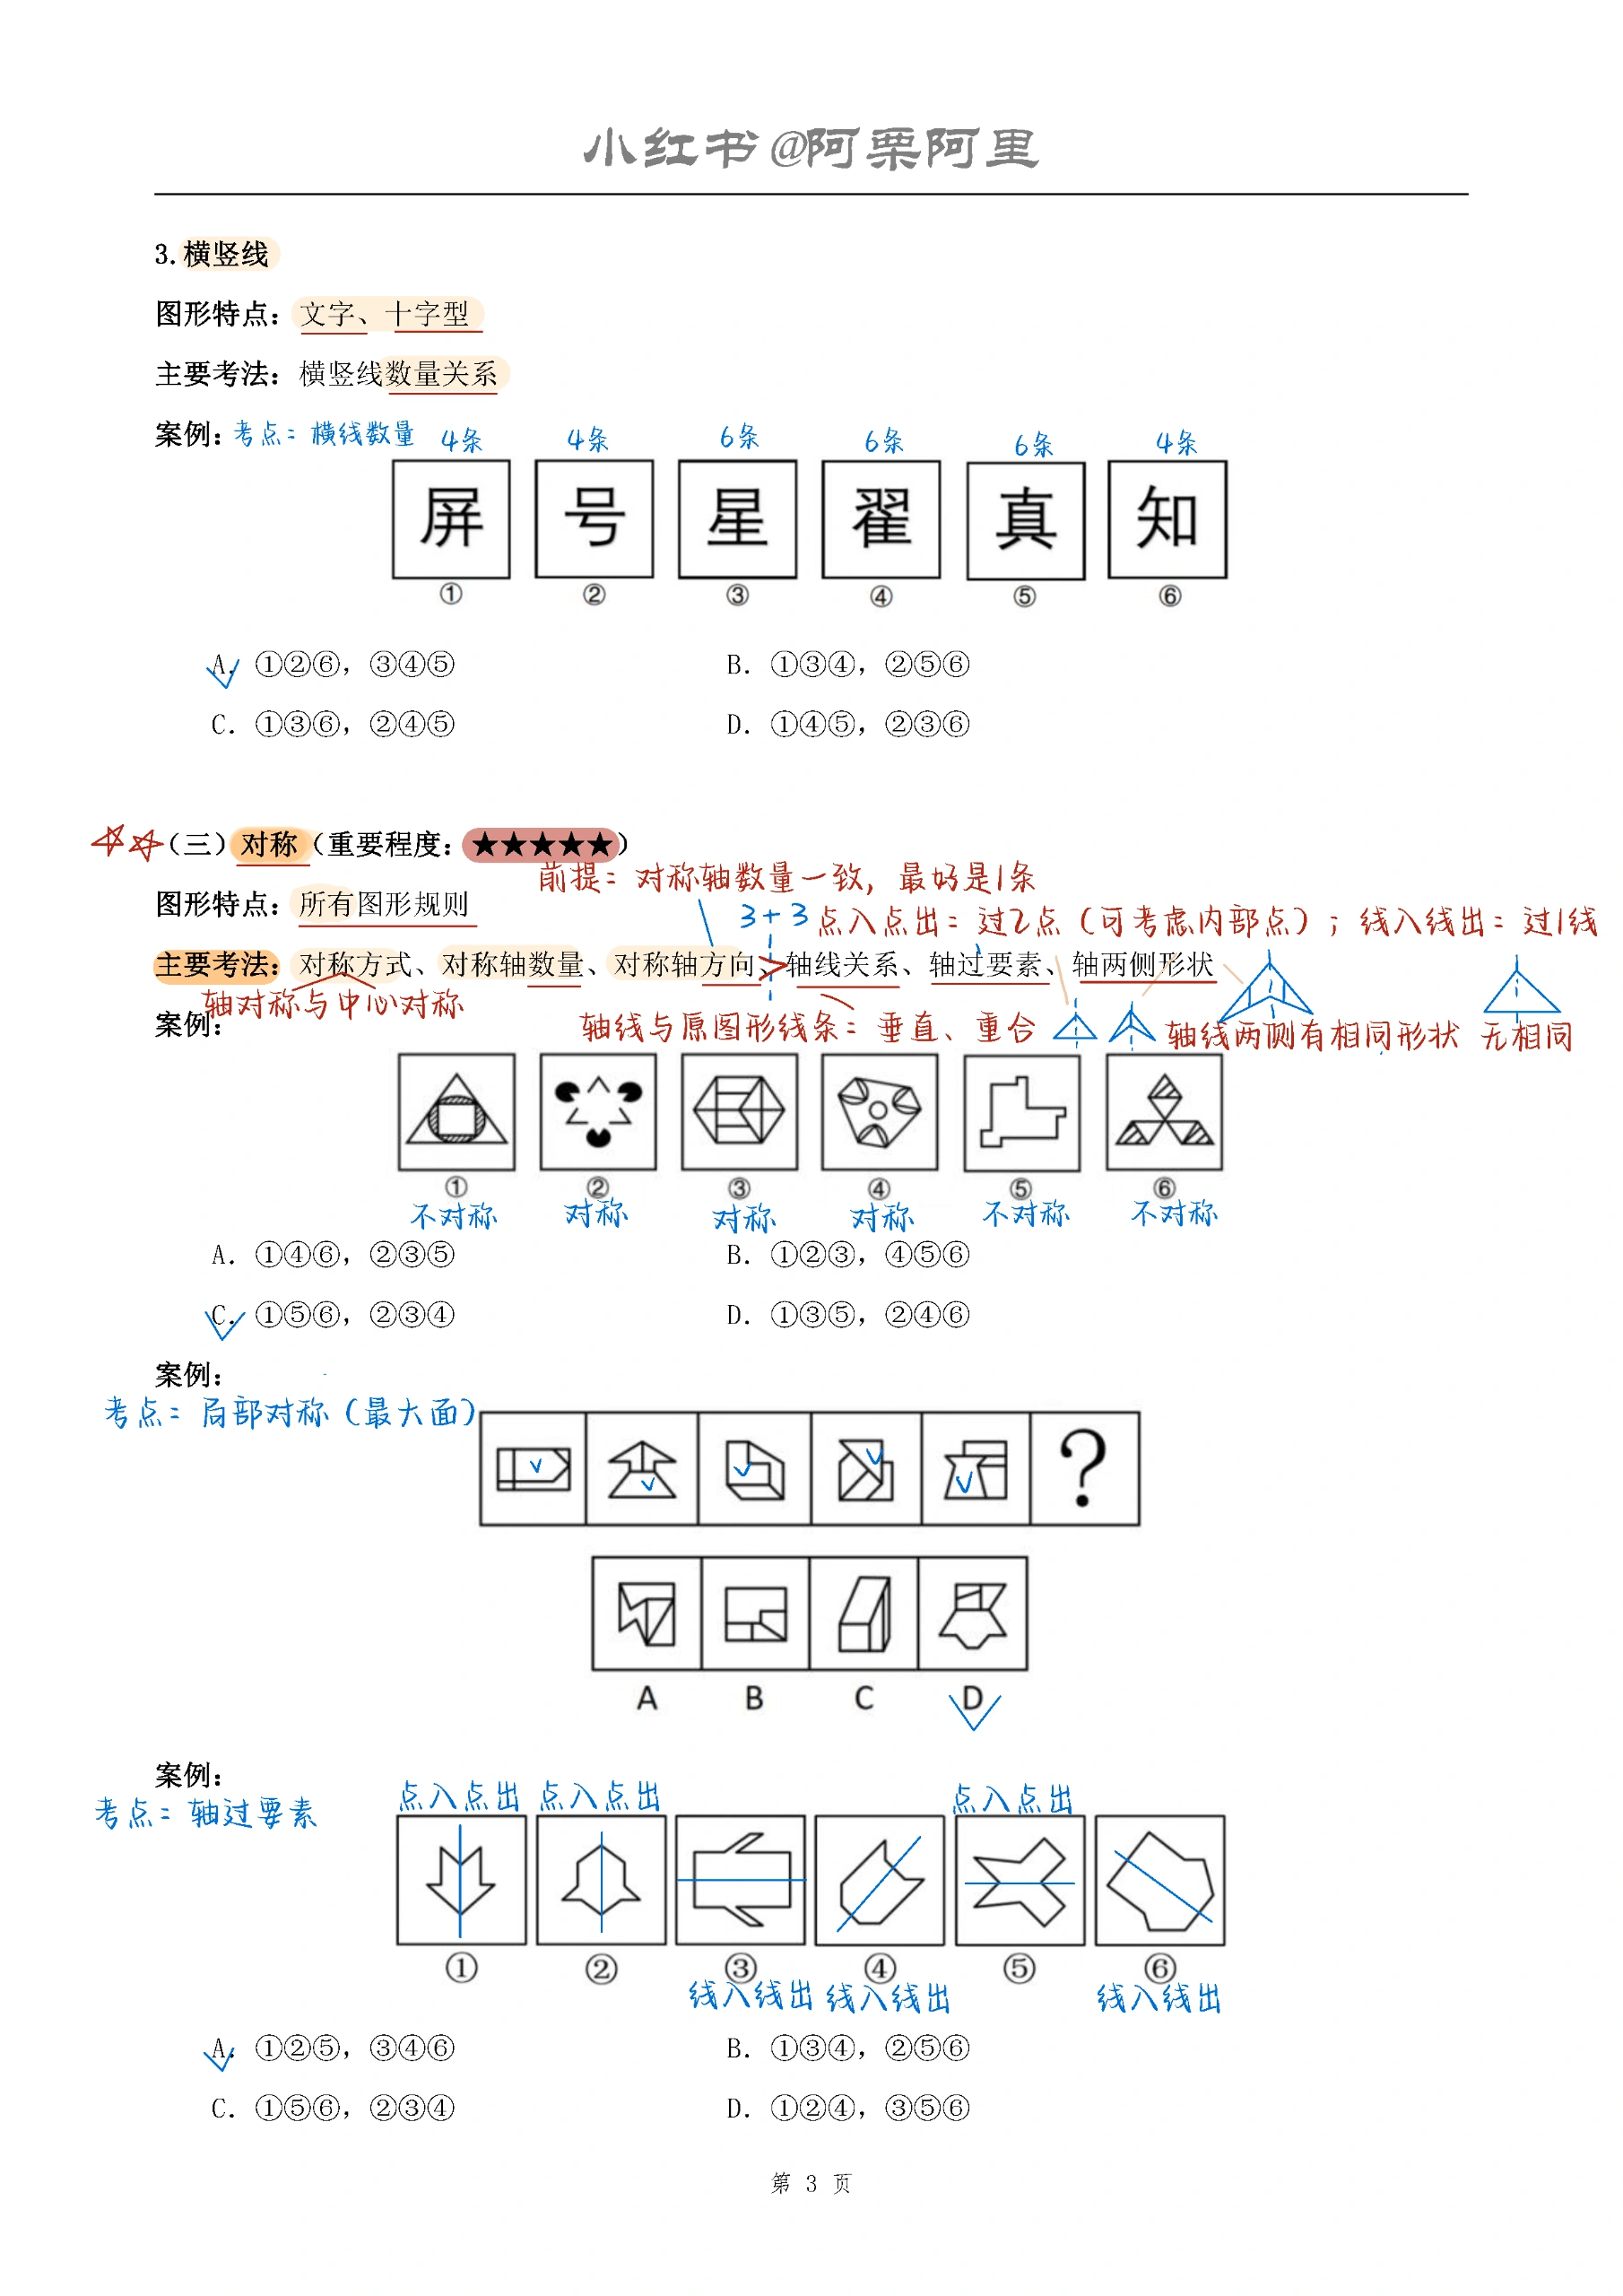 小红书@阿栗阿里
3.横竖线
图形特点：文字、十字型
主要考法：横竖线数量关系
案例：考点：横线数量 4条 4条 6条 6条 6条 4条
屏 号 星 翟 真 知
① ② ③ ④ ⑤ ⑥
A. ①②⑥，③④⑤ B. ①③④，②⑤⑥
C. ①③⑥，②④⑤ D. ①④⑤，②③⑥
（三）对称（重要程度：★★★★★）
前提：对称轴数量一致，最好是1条
图形特点：所有图形规则
3+3 点入点出：过2点（可考虑内部点）；线入线出：过1线
主要考法：对称方式、对称轴数量、对称轴方向、轴线关系、轴过要素、轴两侧形状
轴对称与中心对称
案例：
轴线与原图形线条：垂直、重合 轴线两侧有相同形状 无相同
① ② ③ ④ ⑤ ⑥
不对称 对称 对称 对称 不对称 不对称
A. ①④⑥，②③⑤ B. ①②③，④⑤⑥
C. ①⑤⑥，②③④ D. ①③⑤，②④⑥
案例：
考点：局部对称（最大面）
?
A B C D
案例：
考点：轴过要素
点入点出 点入点出 点入点出
① ② ③ ④ ⑤ ⑥
线入线出 线入线出 线入线出
A. ①②⑤，③④⑥ B. ①③④，②⑤⑥
C. ①⑤⑥，②③④ D. ①②④，③⑤⑥
第 3 页